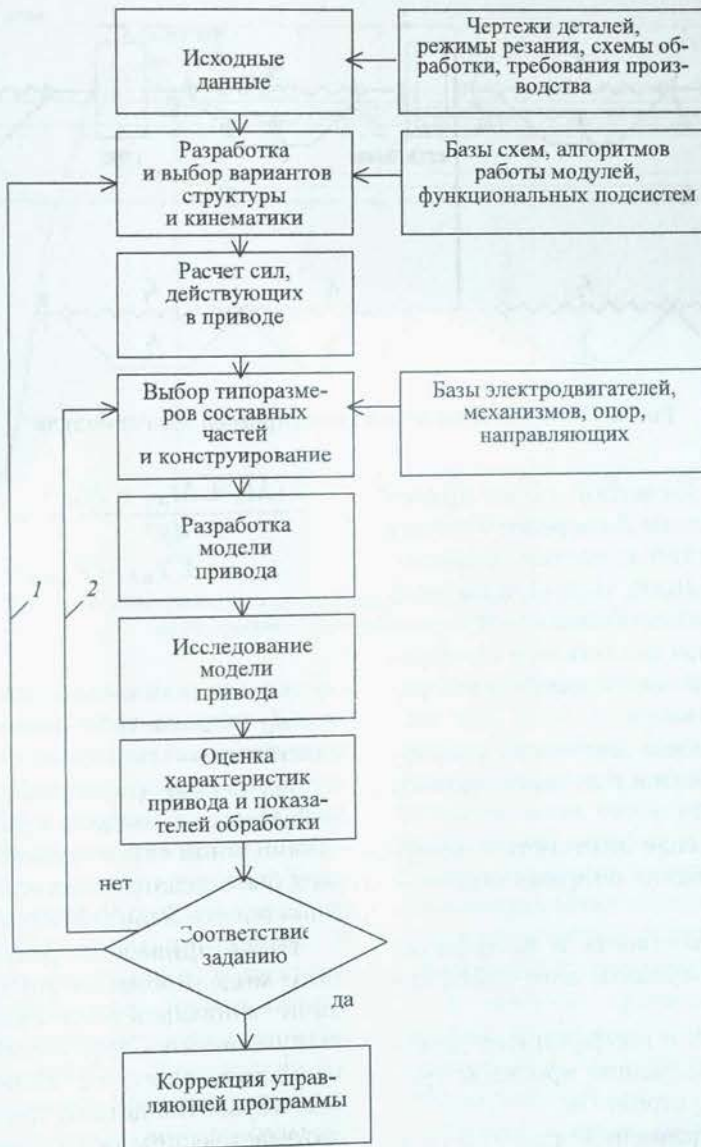 Исходные
данные
Чертежи деталей,
режимы резания, схемы об-
работки, требования произ-
водства
Разработка
и выбор вариантов
структуры
и кинематики
Базы схем, алгоритмов
работы модулей,
функциональных подсистем
Расчет сил,
действующих
в приводе
Выбор типоразме-
ров составных
частей
и конструирование
Базы электродвигателей,
механизмов, опор,
направляющих
Разработка
модели
привода
1
2
Исследование
модели
привода
Оценка
характеристик
привода и показа-
телей обработки
нет
Соответствие
заданию
да
Коррекция управ-
ляющей программы